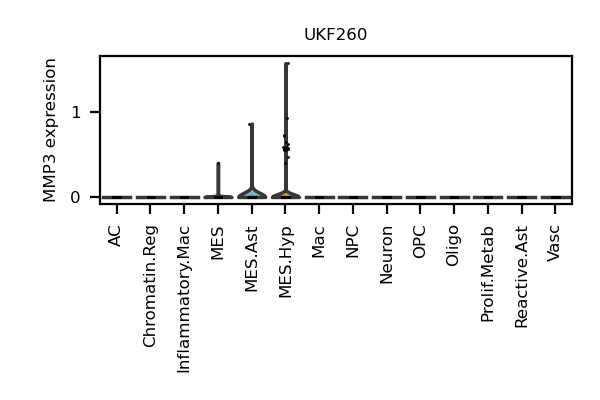 UKF260
MMP3 expression
1
0
AC
Chromatin.Reg
Inflammatory.Mac
MES
MES.Ast
MES.Hyp
Mac
NPC
Neuron
OPC
Oligo
Prolif.Metab
Reactive.Ast
Vasc